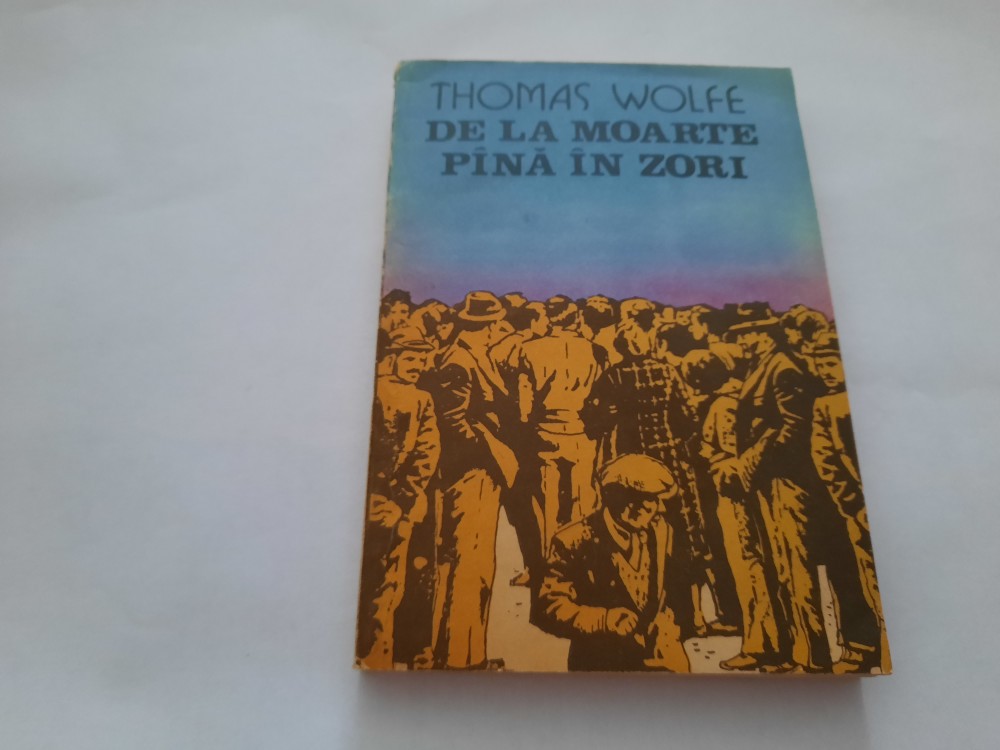 THOMAS WOLFE
DE LA MOARTE
PÎNĂ ÎN ZORI